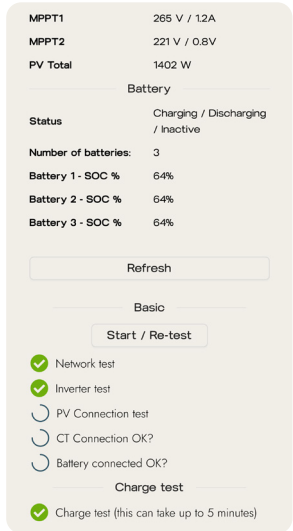 MPPT1 265 V / 1.2A
MPPT2 221 V / 0.8V
PV Total 1402 W
Battery
Status Charging / Discharging
/ Inactive
Number of batteries: 3
Battery 1 - SOC % 64%
Battery 2 - SOC % 64%
Battery 3 - SOC % 64%
Refresh
Basic
Start / Re-test
Network test
Inverter test
PV Connection test
CT Connection OK?
Battery connected OK?
Charge test
Charge test (this can take up to 5 minutes)